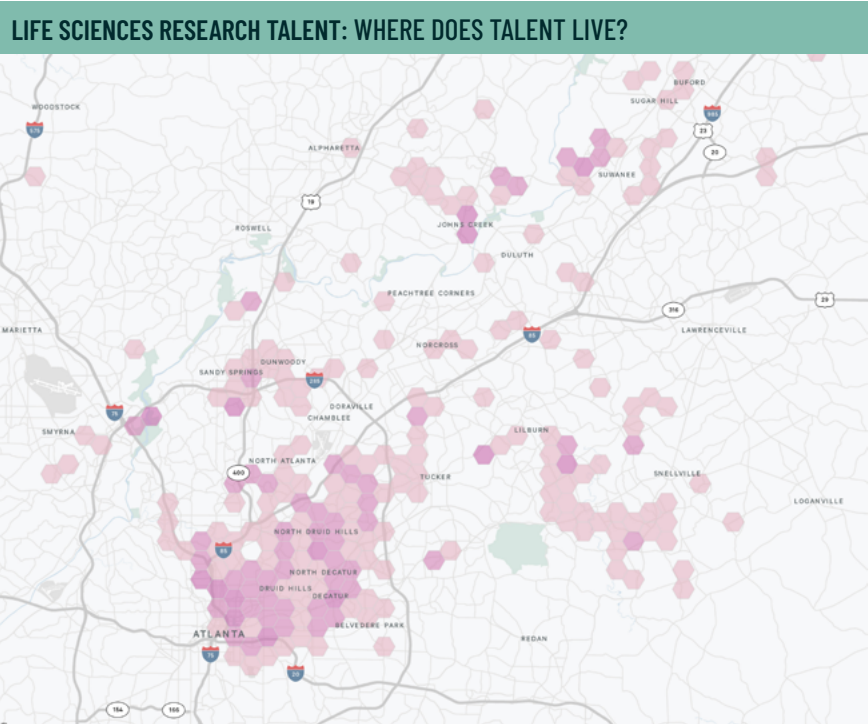 LIFE SCIENCES RESEARCH TALENT: WHERE DOES TALENT LIVE?
BUFORD
SUGAR HILL
WOODSTOCK
575
985
23
20
ALPHARETTA
SUWANEE
19
JOHNS CREEK
ROSWELL
DULUTH
PEACHTREE CORNERS
29
316
MARIETTA
85
LAWRENCEVILLE
NORCROSS
DUNWOODY
SANDY SPRINGS
285
DORAVILLE
75
CHAMBLEE
SMYRNA
LILBURN
NORTH ATLANTA
400
TUCKER
SNELLVILLE
LOGANVILLE
NORTH DRUID HILLS
85
NORTH DECATUR
DRUID HILLS
DECATUR
BELVEDERE PARK
ATLANTA
REDAN
75
20
154
166